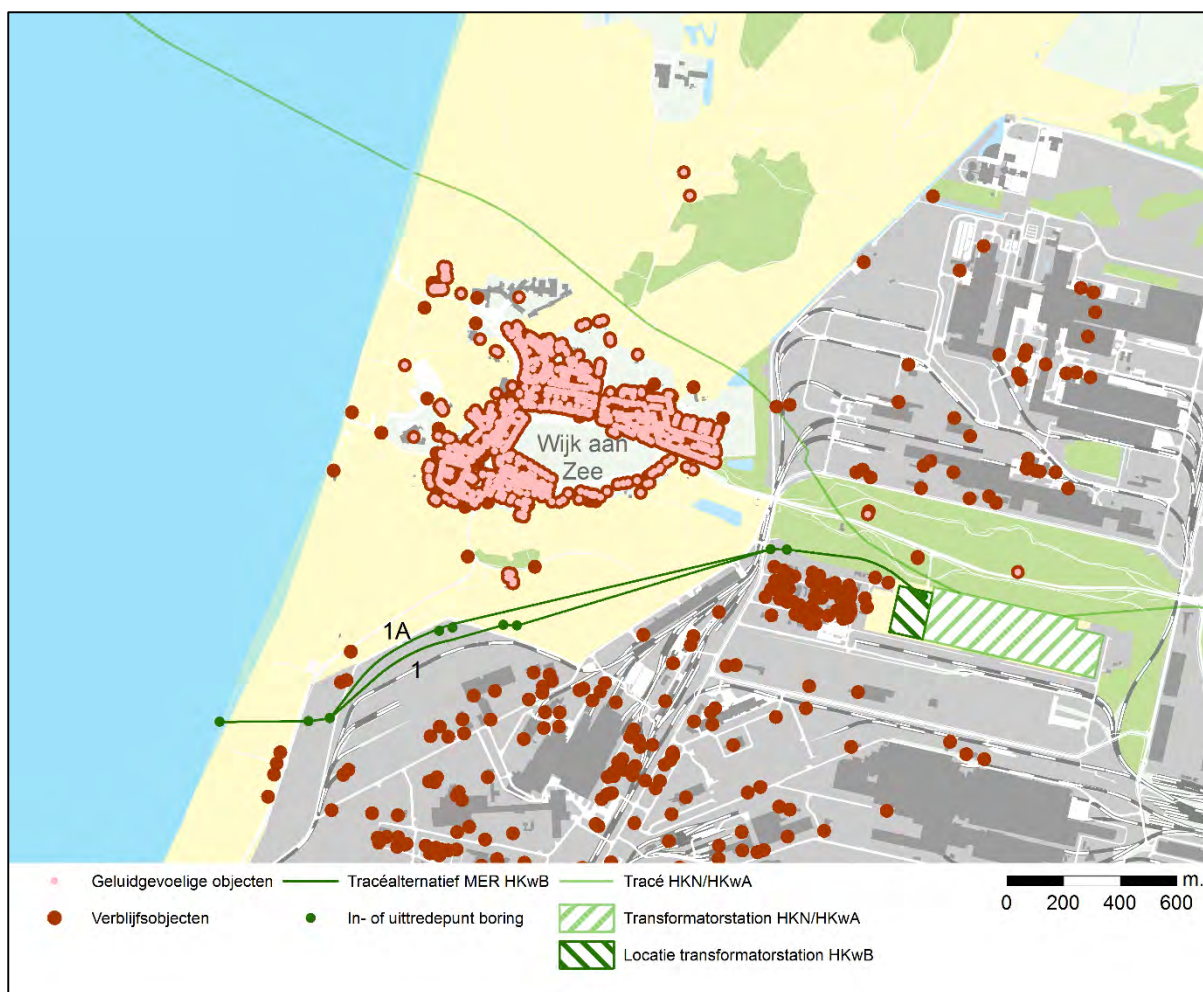 Wijk aan
Zee
1A
1
Geluidgevoelige objecten
Tracéalternatief MER HKwB
Tracé HKN/HKwA
m.
Verblijfsobjecten
In- of uittredepunt boring
Transformatorstation HKN/HKwA
0 200 400 600
Locatie transformatorstation HKwB